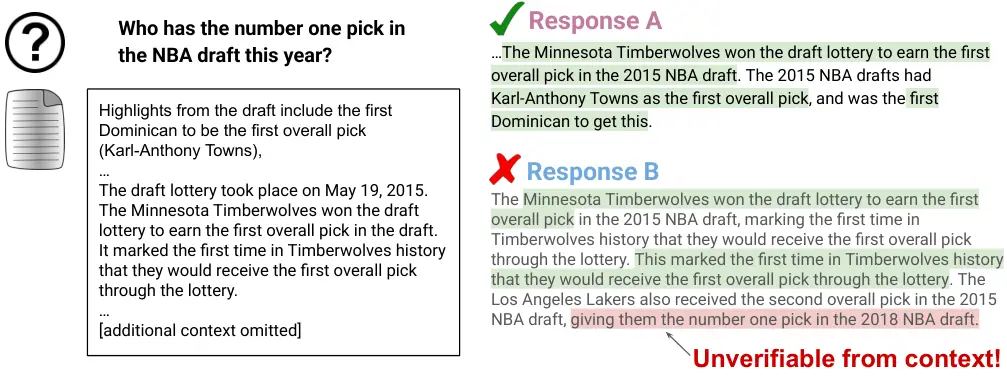 Who has the number one pick in
the NBA draft this year?
Highlights from the draft include the first
Dominican to be the first overall pick
(Karl-Anthony Towns),
...
The draft lottery took place on May 19, 2015.
The Minnesota Timberwolves won the draft
lottery to earn the first overall pick in the draft.
It marked the first time in Timberwolves history
that they would receive the first overall pick
through the lottery.
...
[additional context omitted]
Response A
...The Minnesota Timberwolves won the draft lottery to earn the first
overall pick in the 2015 NBA draft. The 2015 NBA drafts had
Karl-Anthony Towns as the first overall pick, and was the first
Dominican to get this.
Response B
The Minnesota Timberwolves won the draft lottery to earn the first
overall pick in the 2015 NBA draft, marking the first time in
Timberwolves history that they would receive the first overall pick
through the lottery. This marked the first time in Timberwolves history
that they would receive the first overall pick through the lottery. The
Los Angeles Lakers also received the second overall pick in the 2015
NBA draft, giving them the number one pick in the 2018 NBA draft.
Unverifiable from context!